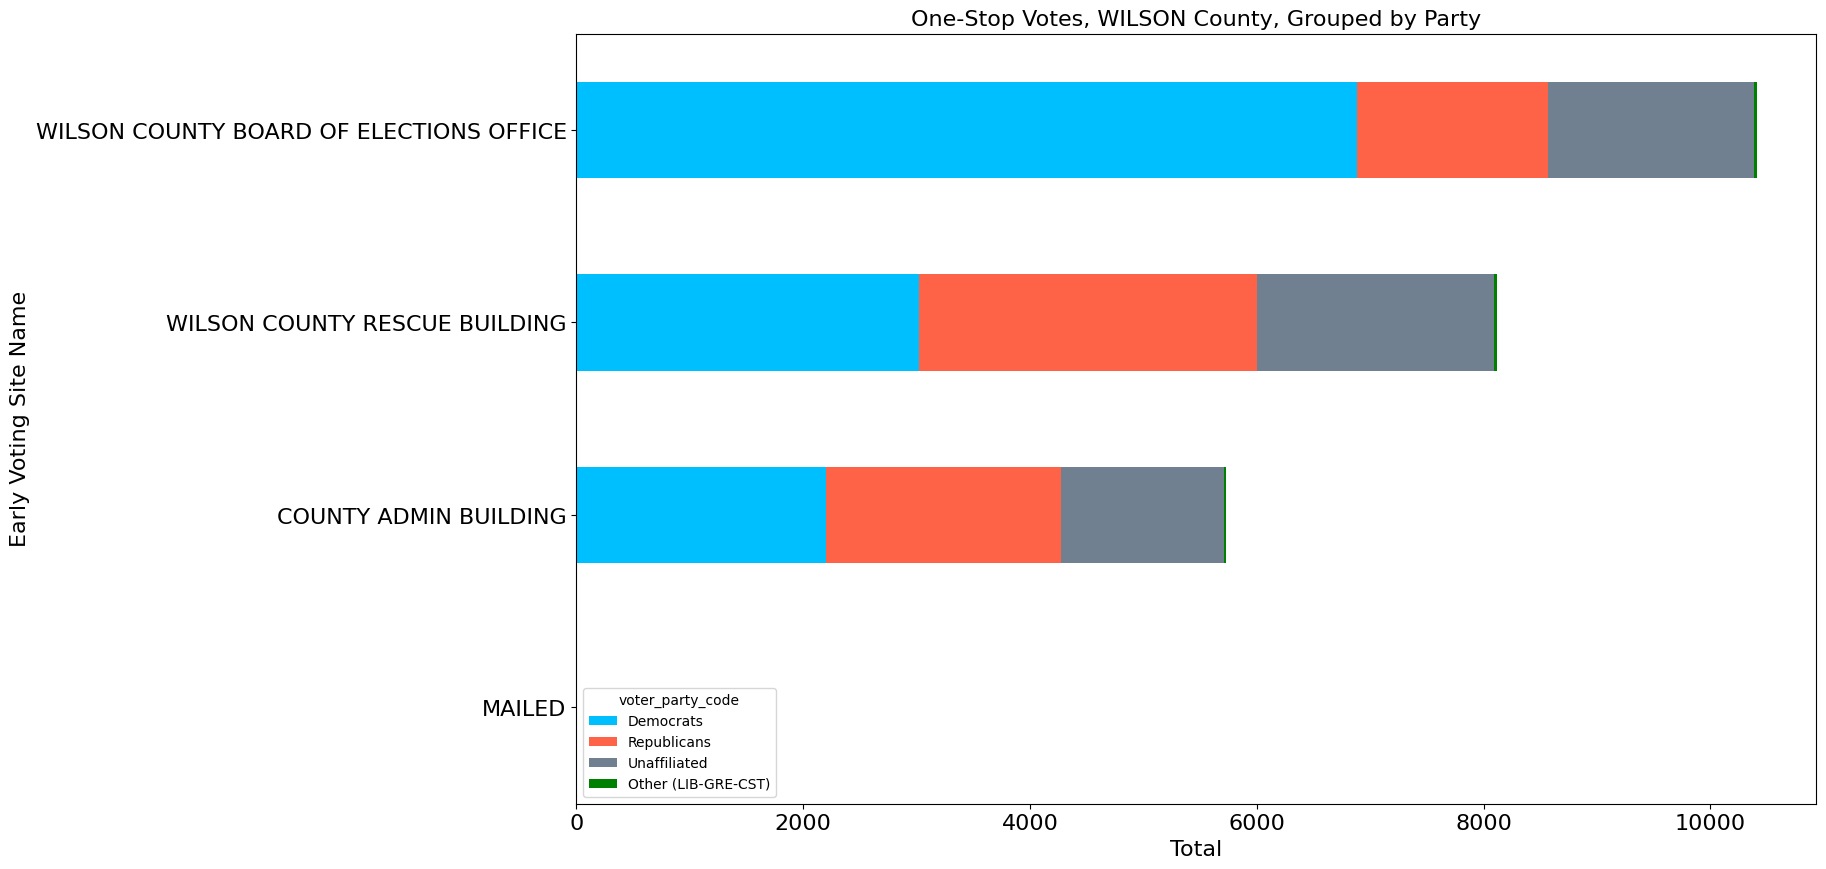 One-Stop Votes, WILSON County, Grouped by Party
Early Voting Site Name
WILSON COUNTY BOARD OF ELECTIONS OFFICE
WILSON COUNTY RESCUE BUILDING
COUNTY ADMIN BUILDING
MAILED
voter_party_code
Democrats
Republicans
Unaffiliated
Other (LIB-GRE-CST)
0 2000 4000 6000 8000 10000
Total